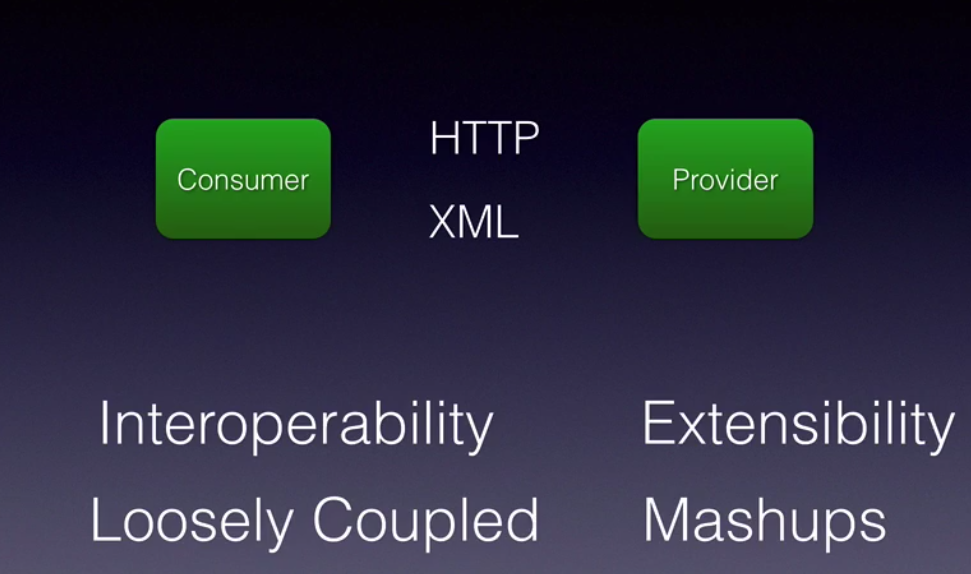 Consumer
HTTP
XML
Provider
Interoperability
Extensibility
Loosely Coupled
Mashups